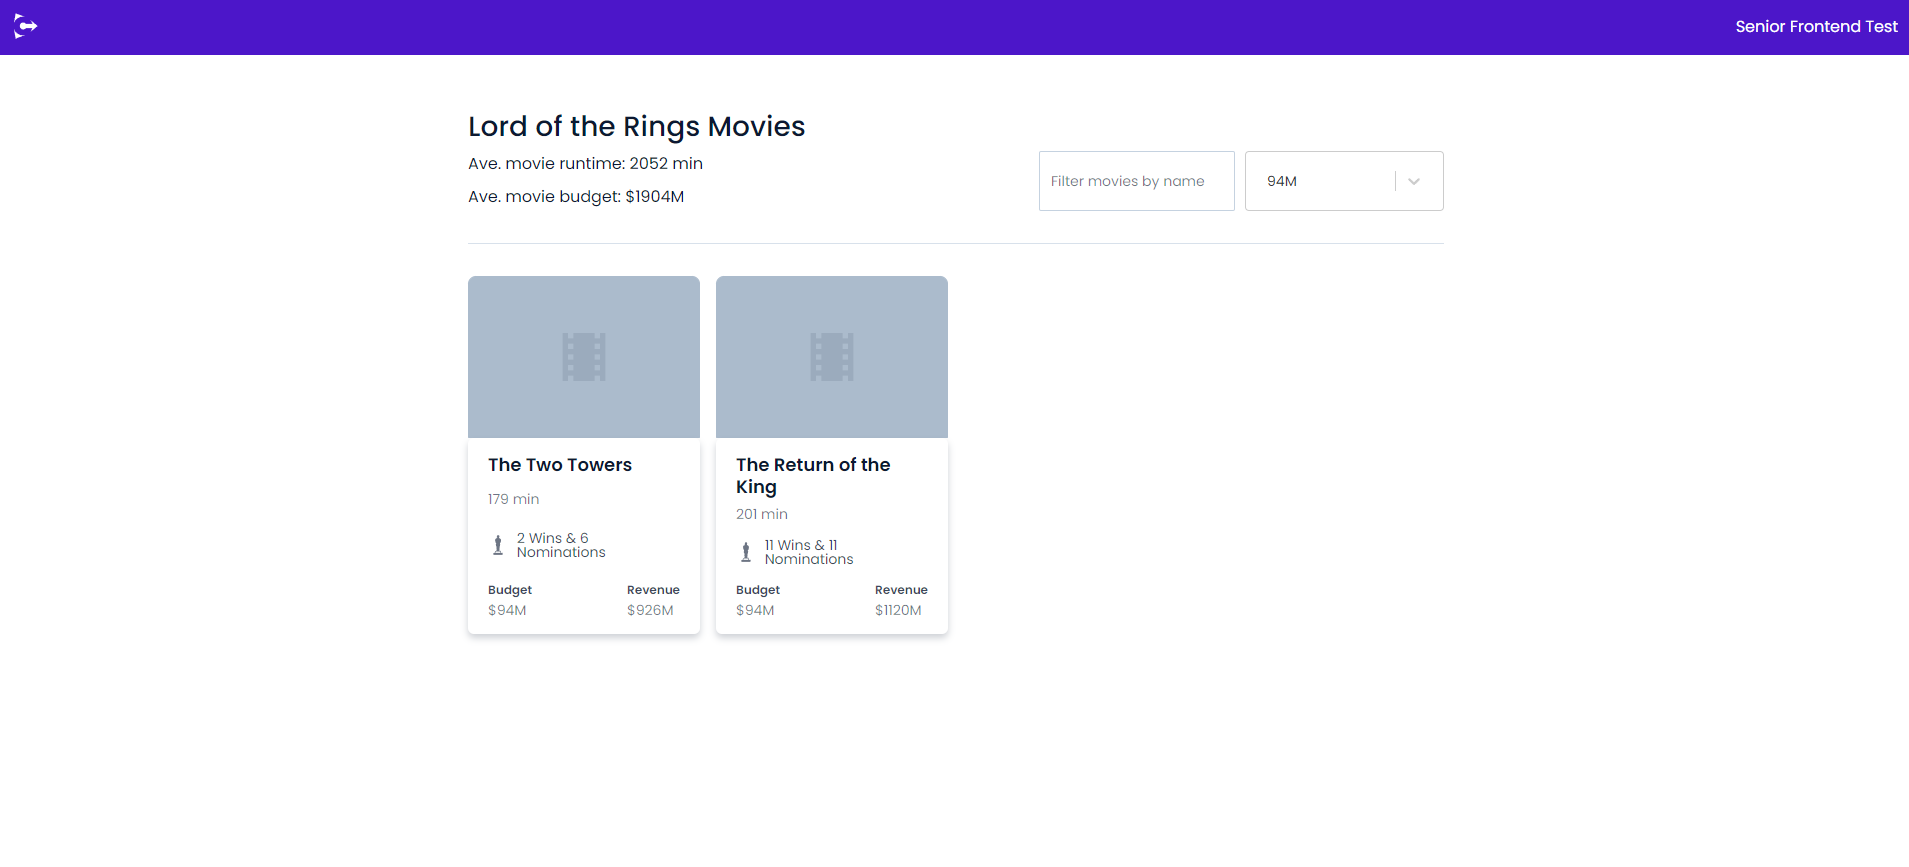 Senior Frontend Test
Lord of the Rings Movies
Ave. movie runtime: 2052 min
Ave. movie budget: $1904M
Filter movies by name
94M
The Two Towers
179 min
2 Wins & 6
Nominations
Budget
Revenue
$94M
$926M
The Return of the
King
201 min
11 Wins & 11
Nominations
Budget
Revenue
$94M
$1120M